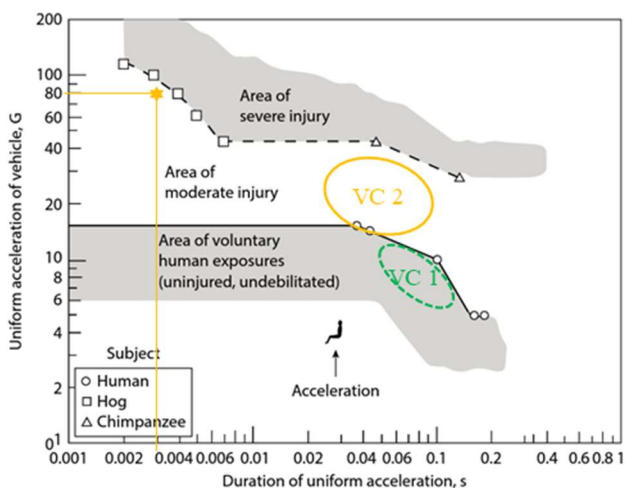 200
100
80
60
40
20
10
8
6
4
2
01
Uniform acceleration of vehicle, G
Area of
severe injury
Area of
moderate injury
VC 2
Area of voluntary
human exposures
(uninjured, undebilitated)
VC 1
Acceleration
Subject
Human
Hog
Chimpanzee
0.001 0.002 0.004 0.006 0.01 0.02 0.04 0.06 0.1 0.2 0.4 0.6 0.8 1
Duration of uniform acceleration, s